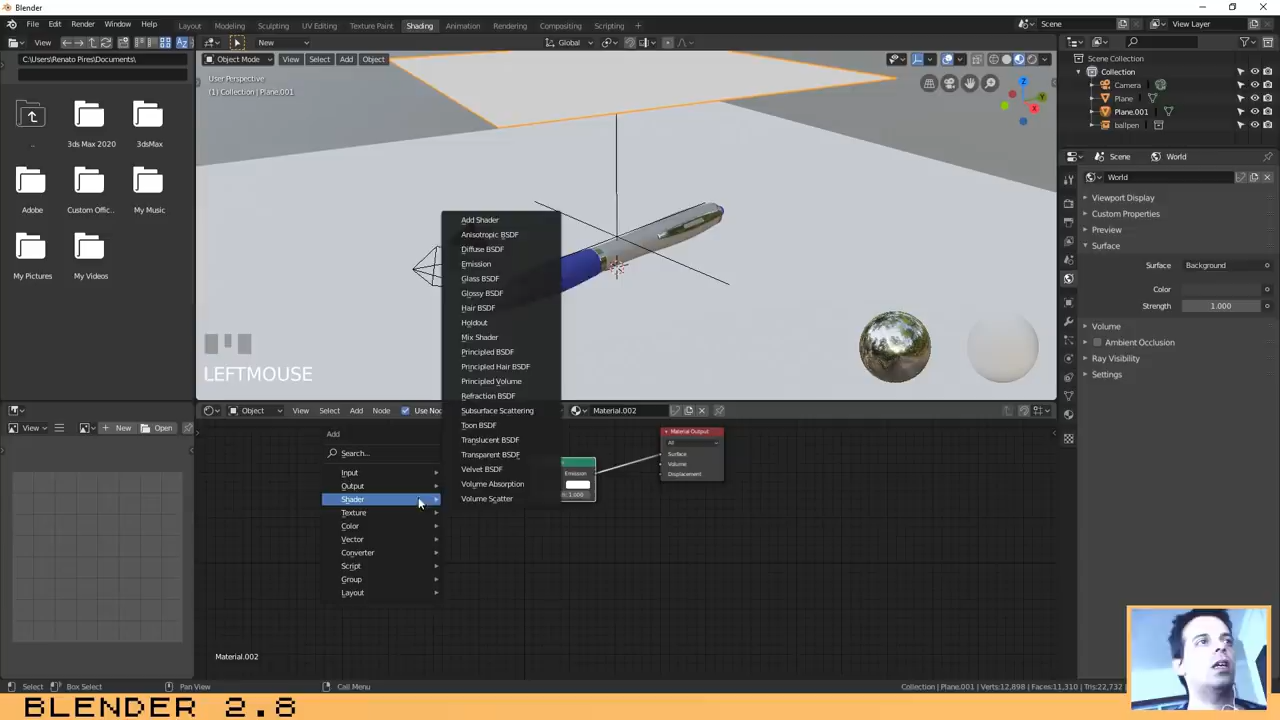 Blender
File Edit Render Window Help
Layout Modeling Sculpting UV Editing Texture Paint Shading Animation Rendering Compositing Scripting +
Scene
View Layer
View
New
Global
C:\Users\Renato Pires\Documents\
Object Mode View Select Add Object
User Perspective
(1) Collection | Plane.001
..
3ds Max 2020
3dsMax
Adobe
Custom Offic..
My Music
My Pictures
My Videos
LEFTMOUSE
Add Shader
Anisotropic BSDF
Diffuse BSDF
Emission
Glass BSDF
Glossy BSDF
Hair BSDF
Holdout
Mix Shader
Principled BSDF
Principled Hair BSDF
Principled Volume
Refraction BSDF
Subsurface Scattering
Toon BSDF
Translucent BSDF
Transparent BSDF
Velvet BSDF
Volume Absorption
Volume Scatter
Scene Collection
Collection
Camera
Plane
Plane.001
ballpen
Scene
World
World
Viewport Display
Custom Properties
Preview
Surface
Surface Background
Color
Strength 1.000
Volume
Ambient Occlusion
Ray Visibility
Settings
View
New
Open
Object View Select Add Node
Material.002
Add
Search...
Input
Output
Shader
Texture
Color
Vector
Converter
Script
Group
Layout
Emission
1.000
Material Output
All
Surface
Volume
Displacement
Material.002
Select
Box Select
Pan View
Call Menu
Collection | Plane.001 | Verts:12,898 | Faces:11,310 | Tris:22,732
BLENDER 2.8